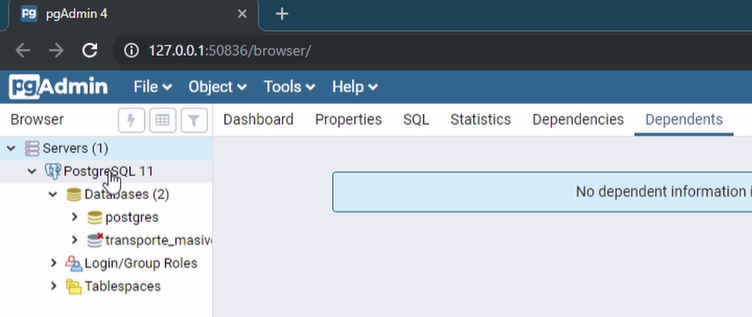 pgAdmin 4
127.0.0.1:50836/browser/
pgAdmin File Object Tools Help
Browser Dashboard Properties SQL Statistics Dependencies Dependents
Servers (1)
PostgreSQL 11
Databases (2)
No dependent information
postgres
transporte_masiv
Login/Group Roles
Tablespaces